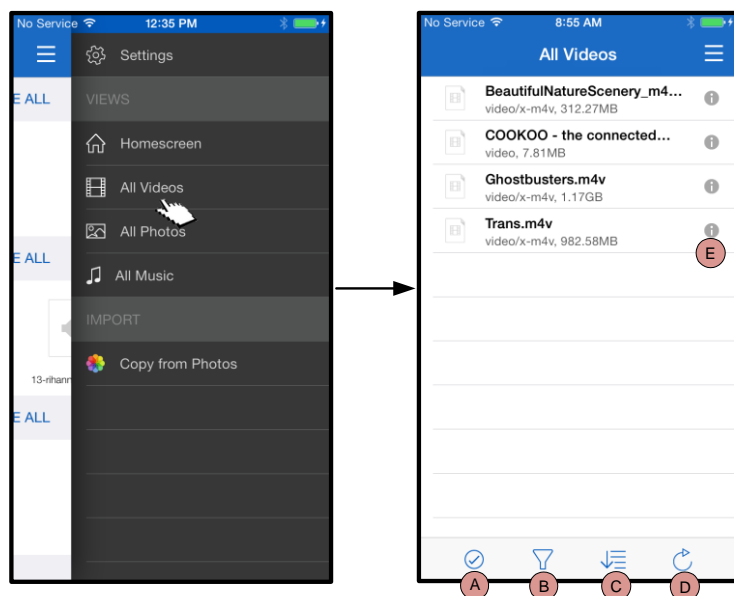 No Service 12:35 PM
Settings
E ALL
VIEWS
Homescreen
All Videos
All Photos
E ALL
All Music
IMPORT
Copy from Photos
13-rihann
E ALL
No Service 8:55 AM
All Videos
BeautifulNatureScenery_m4...
video/x-m4v, 312.27MB
COOKOO - the connected...
video, 7.81MB
Ghostbusters.m4v
video/x-m4v, 1.17GB
Trans.m4v
video/x-m4v, 982.58MB
E
A B C D